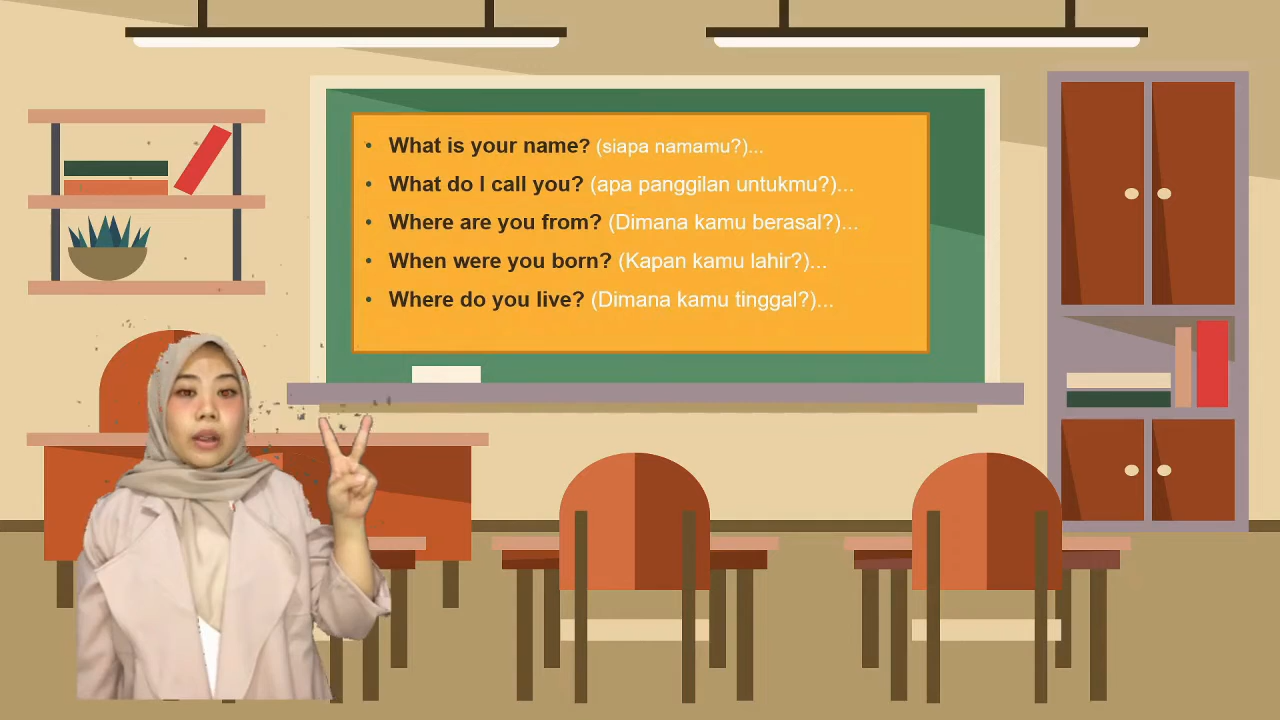 • What is your name? (siapa namamu?)...
• What do I call you? (apa panggilan untukmu?)...
• Where are you from? (Dimana kamu berasal?)...
• When were you born? (Kapan kamu lahir?)...
• Where do you live? (Dimana kamu tinggal?)...